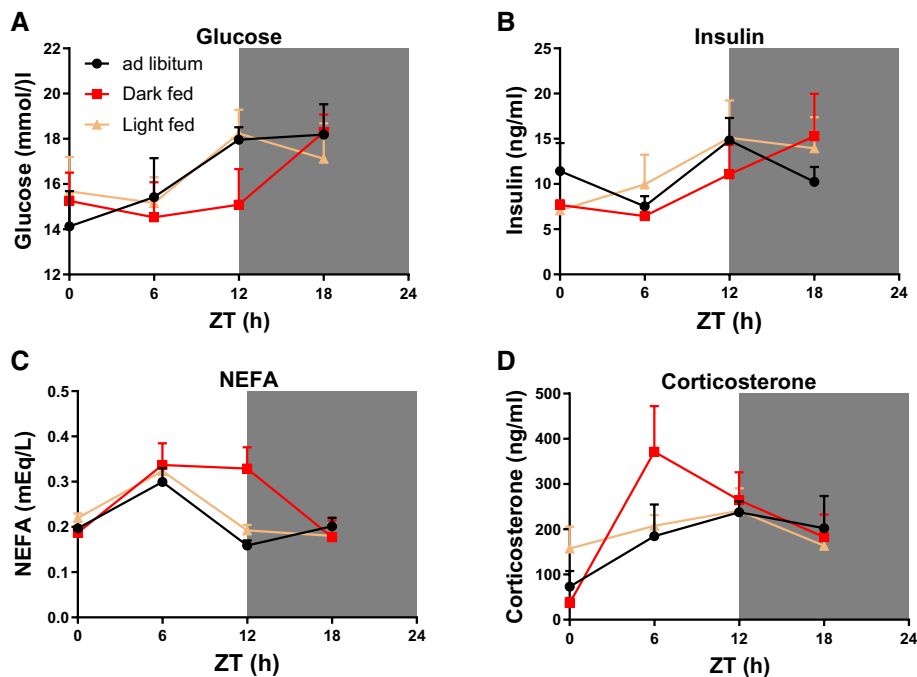 A
Glucose
22
20
18
16
14
12
Glucose (mmol/)l
ad libitum
Dark fed
Light fed
0
6
12
18
24
ZT (h)
B
Insulin
25
20
15
10
5
0
Insulin (ng/ml)
0
6
12
18
24
ZT (h)
C
NEFA
0.5
0.4
0.3
0.2
0.1
0.0
NEFA (mEq/L)
0
6
12
18
24
ZT (h)
D
Corticosterone
500
400
300
200
100
0
Corticosterone (ng/ml)
0
6
12
18
24
ZT (h)